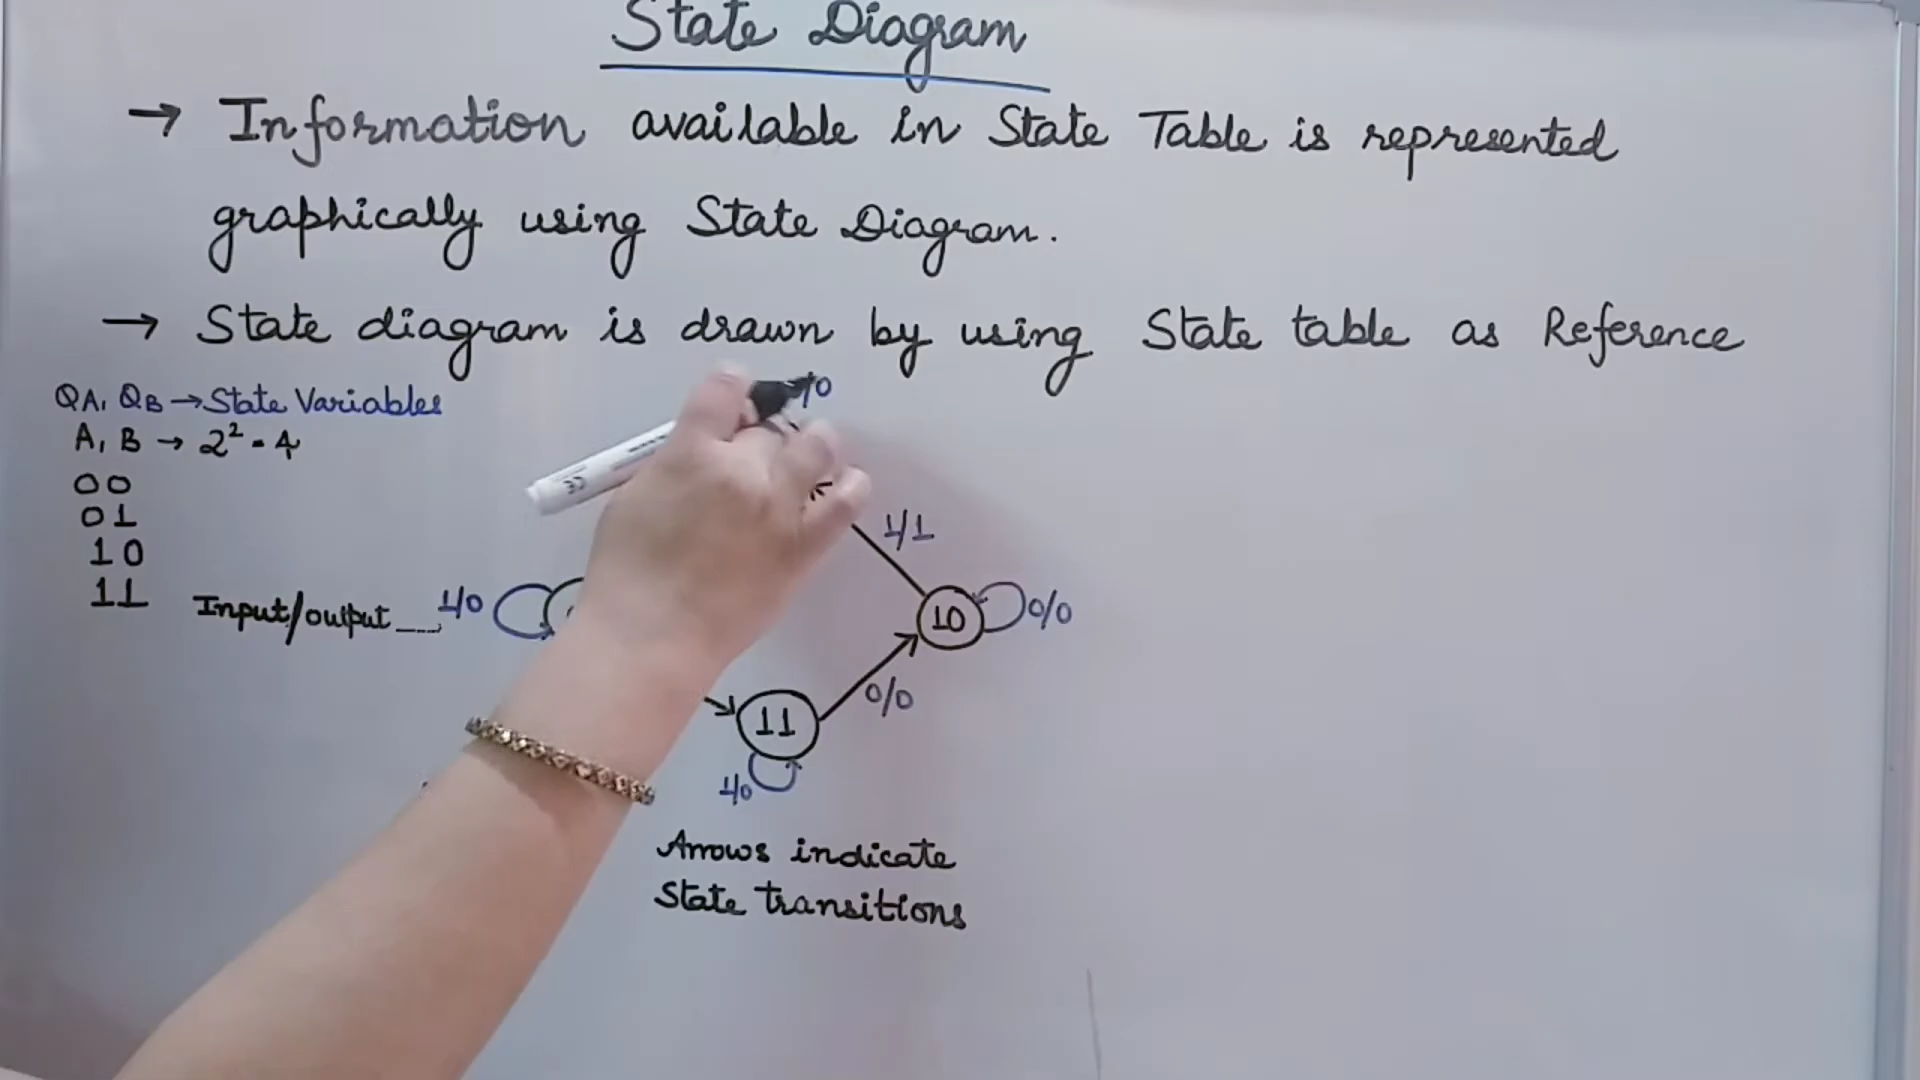 State Diagram
→ Information available in State Table is represented
graphically using State Diagram.
→ State diagram is drawn by using State table as Reference
QA, QB → State Variables
A, B → 2² = 4
00
01
10
11
Input/output
1/0
1/1
10
0/0
0/0
11
1/0
Arrows indicate
State transitions